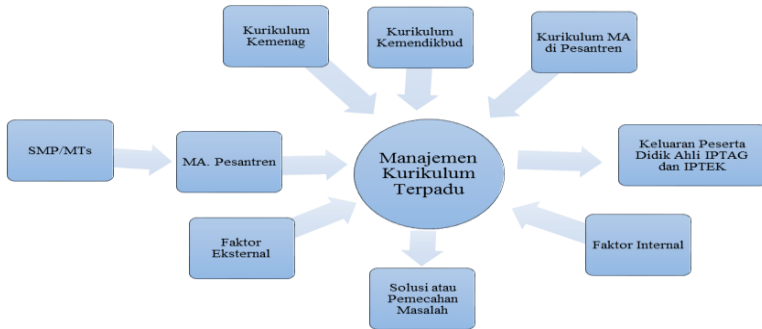 Kurikulum
Kemenag
Kurikulum
Kemendikbud
Kurikulum MA
di Pesantren
SMP/MTs
MA. Pesantren
Manajemen
Kurikulum
Terpadu
Keluaran Peserta
Didik Ahli IPTAG
dan IPTEK
Faktor
Eksternal
Faktor Internal
Solusi atau
Pemecahan
Masalah